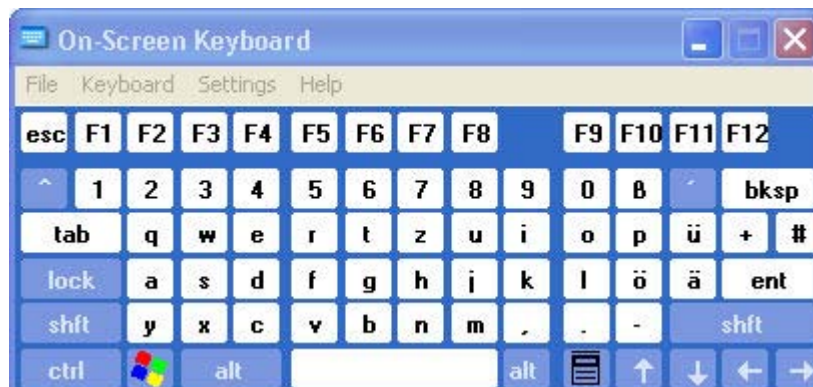 On-Screen Keyboard
File Keyboard Settings Help
esc F1 F2 F3 F4 F5 F6 F7 F8 F9 F10 F11 F12
^ 1 2 3 4 5 6 7 8 9 0 ß ´ bksp
tab q w e r t z u i o p ü + #
lock a s d f g h j k l ö ä ent
shft y x c v b n m , . - shft
ctrl alt alt ↑ ↓ ← →